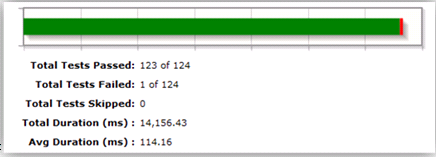 Total Tests Passed: 123 of 124
Total Tests Failed: 1 of 124
Total Tests Skipped: 0
Total Duration (ms) : 14,156.43
Avg Duration (ms) : 114.16